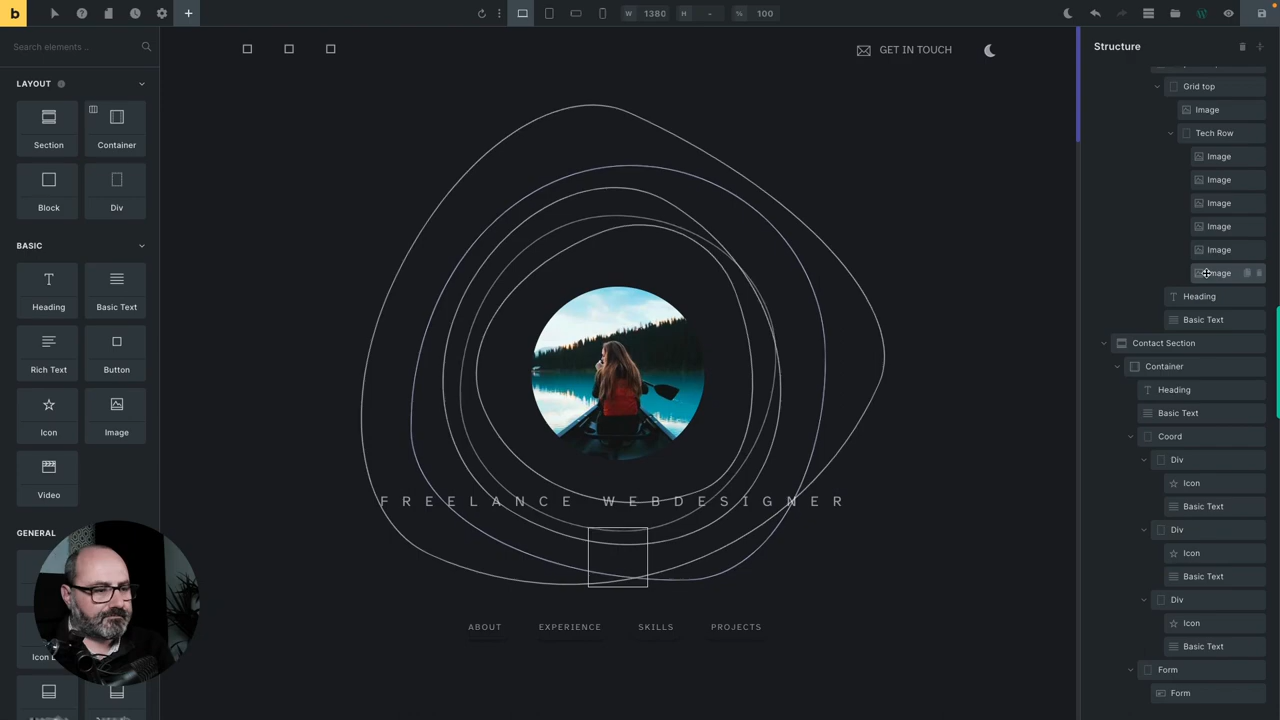 b
W 1380 H - % 100
Search elements ..
LAYOUT
Section
Container
Block
Div
BASIC
Heading
Basic Text
Rich Text
Button
Icon
Image
Video
GENERAL
GET IN TOUCH
FREELANCE WEBDESIGNER
ABOUT
EXPERIENCE
SKILLS
PROJECTS
Structure
Grid top
Image
Tech Row
Image
Image
Image
Image
Image
Image
Heading
Basic Text
Contact Section
Container
Heading
Basic Text
Coord
Div
Icon
Basic Text
Div
Icon
Basic Text
Div
Icon
Basic Text
Form
Form